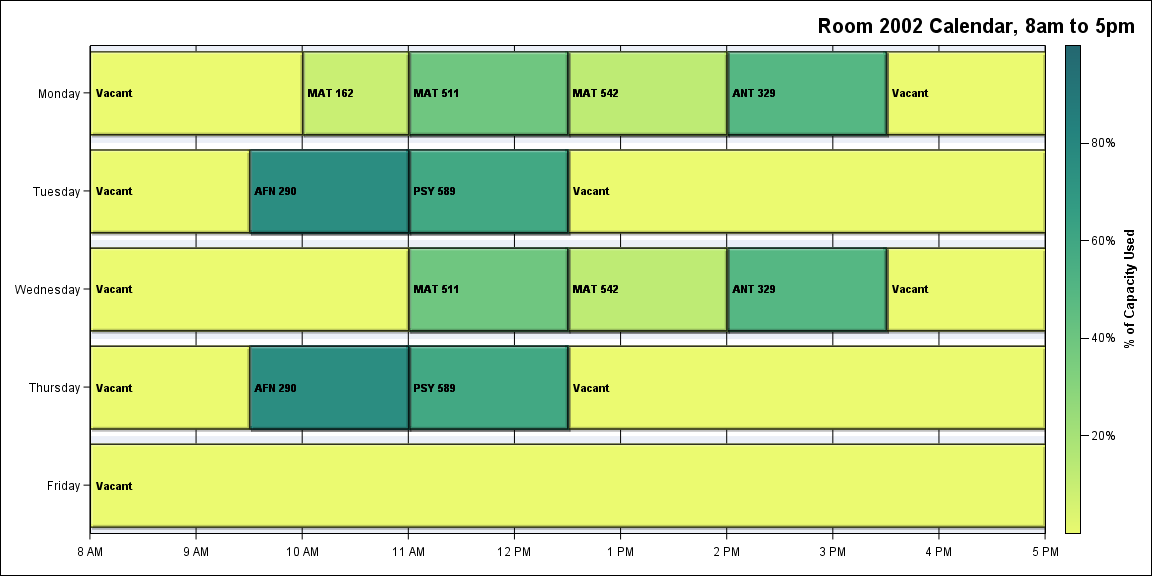 Room 2002 Calendar, 8am to 5pm
Monday
Vacant
MAT 162
MAT 511
MAT 542
ANT 329
Vacant
Tuesday
Vacant
AFN 290
PSY 589
Vacant
Wednesday
Vacant
MAT 511
MAT 542
ANT 329
Vacant
Thursday
Vacant
AFN 290
PSY 589
Vacant
Friday
Vacant
8 AM
9 AM
10 AM
11 AM
12 PM
1 PM
2 PM
3 PM
4 PM
5 PM
80%
60%
40%
20%
% of Capacity Used